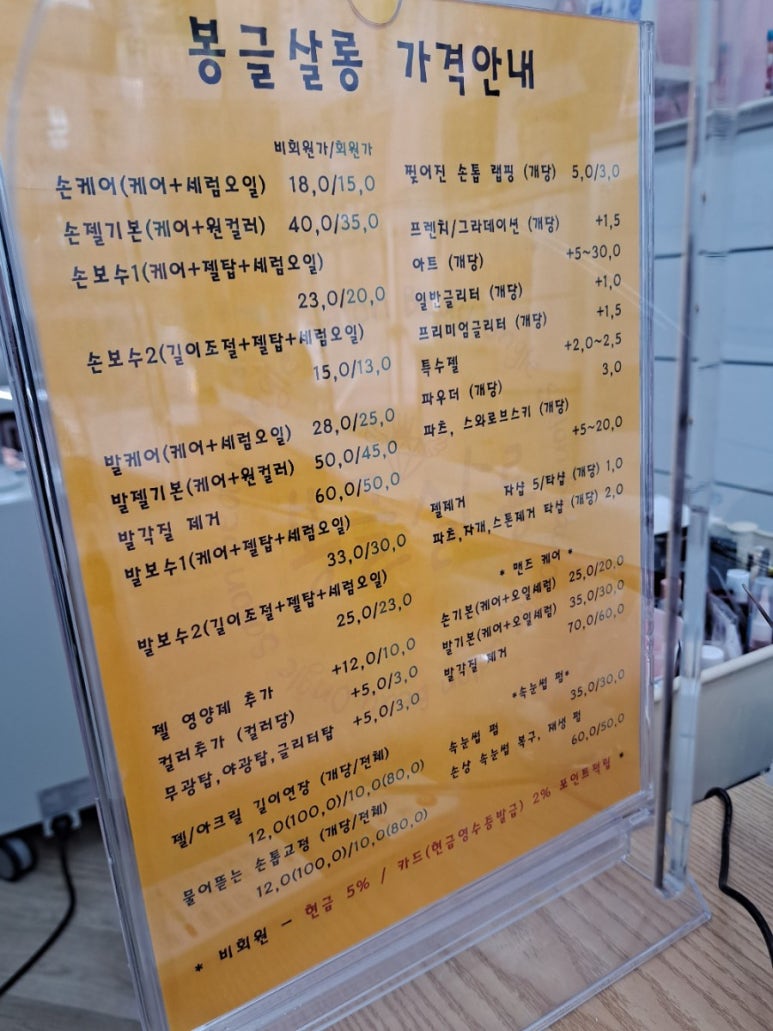 봉글살롱 가격안내
비회원가/회원가
손케어(케어+세럼오일) 18,0/15,0
손젤기본(케어+원컬러) 40,0/35,0
손보수1(케어+젤탑+세럼오일)
23,0/20,0
손보수2(길이조절+젤탑+세럼오일)
15,0/13,0
발케어(케어+세럼오일) 28,0/25,0
발젤기본(케어+원컬러) 50,0/45,0
발각질 제거 60,0/50,0
발보수1(케어+젤탑+세럼오일)
33,0/30,0
발보수2(길이조절+젤탑+세럼오일)
25,0/23,0
젤 영양제 추가 +12,0/10,0
컬러추가 (컬러당) +5,0/3,0
무광탑,야광탑,글리터탑 +5,0/3,0
젤/아크릴 길이연장 (개당/전체)
12,0(100,0)/10,0(80,0)
물어뜯는 손톱교정 (개당/전체)
12,0(100,0)/10,0(80,0)
찢어진 손톱 랩핑 (개당) 5,0/3,0
프렌치/그라데이션 (개당) +1,5
아트 (개당) +5~30,0
일반글리터 (개당) +1,0
프리미엄글리터 (개당) +1,5
특수젤 +2,0~2,5
파우더 (개당) 3,0
파츠, 스와로브스키 (개당)
+5~20,0
젤제거 자샵 5/타샵 (개당) 1,0
파츠,자개,스톤제거 타샵 (개당) 2,0
* 맨즈 케어 *
손기본(케어+오일세럼) 25,0/20,0
발기본(케어+오일세럼) 35,0/30,0
발각질 제거 70,0/60,0
*속눈썹 펌*
속눈썹 펌 35,0/30,0
손상 속눈썹 복구, 재생 펌
60,0/50,0
* 비회원 - 현금 5% / 카드(현금영수증발급) 2% 포인트적립 *